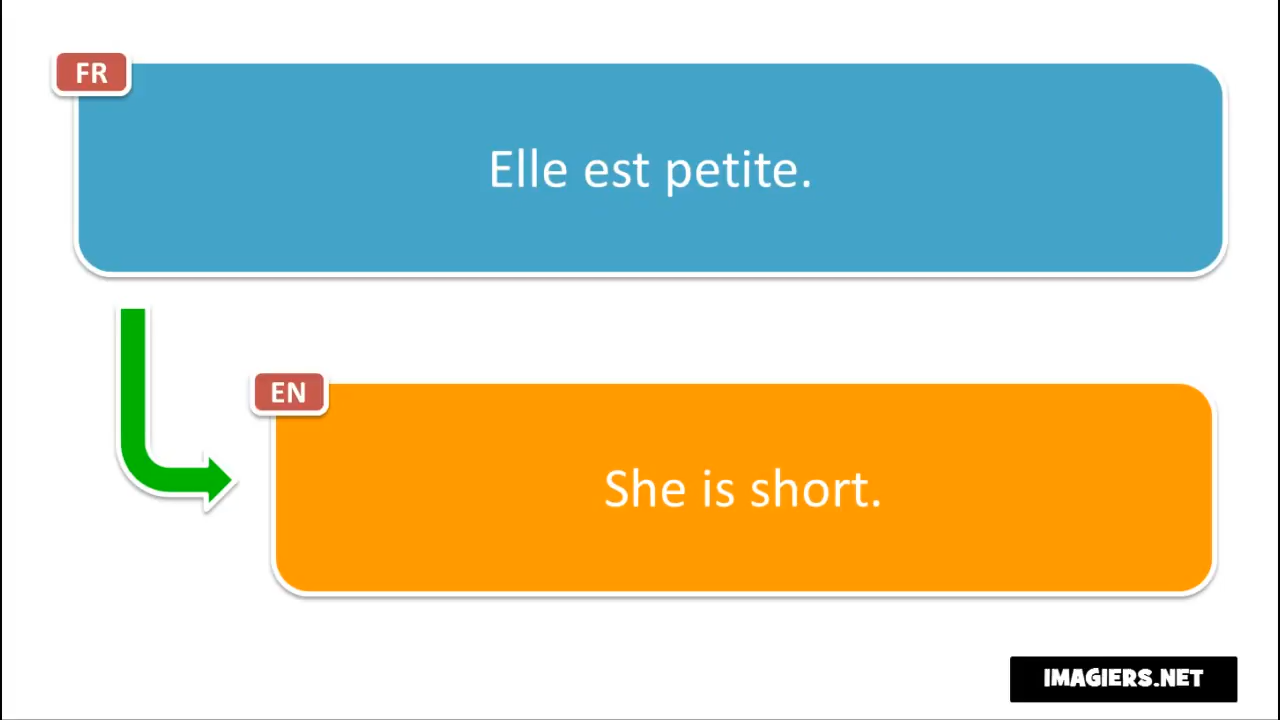 FR
Elle est petite.
EN
She is short.
IMAGIERS.NET